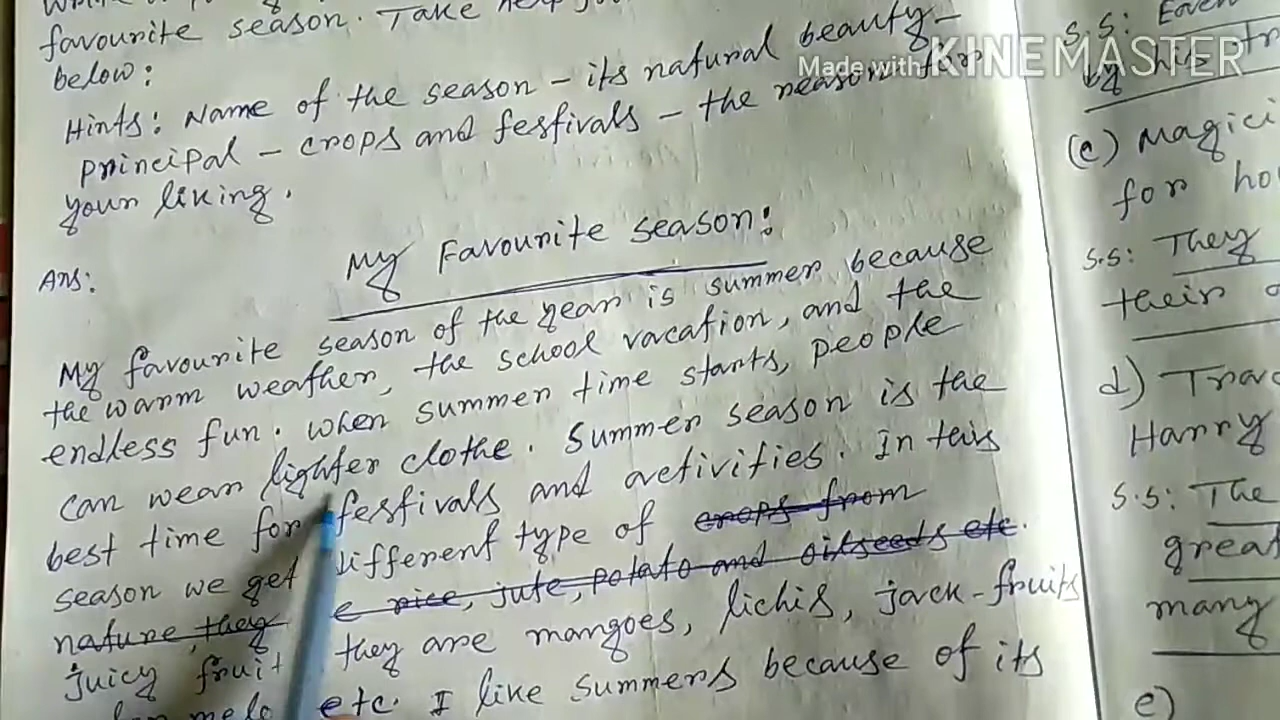 favourite season. Take
below:
Hints: Name of the season - its natural beauty-
principal - crops and festivals - the reason for
your liking.
Ans: My Favourite season:
My favourite season of the year is summer because
the warm weather, the school vacation, and the
endless fun. When summer time starts, people
can wear lighter clothe. Summer season is the
best time for festivals and activities. In this
season we get different type of crops from
nature, they e rice, jute, potato and oilseeds etc.
juicy fruit they are mangoes, lichis, jack-fruits
etc. I like summers because of its
Made with KINEMASTER
S.S:
by his
(c) Magici
for
S.S: They
their
d)
Harry
S.S: The
great
many
e)